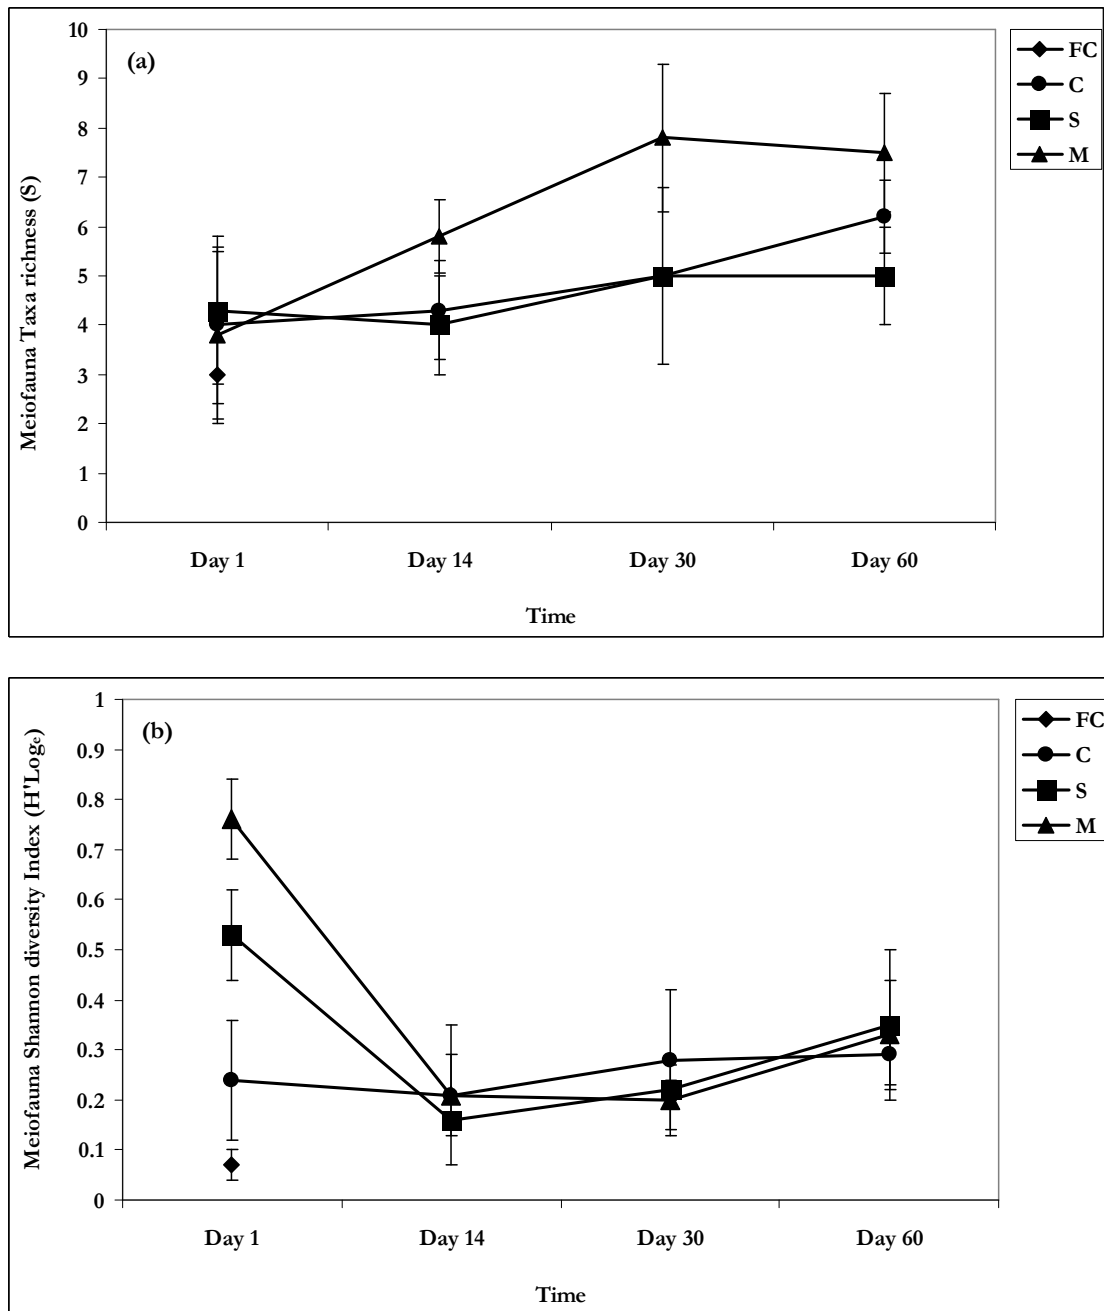 (a)
Meiofauna Taxa richness (S)
10
9
8
7
6
5
4
3
2
1
0
Day 1
Day 14
Day 30
Day 60
Time
FC
C
S
M
(b)
Meiofauna Shannon diversity Index (H'Logₑ)
1
0.9
0.8
0.7
0.6
0.5
0.4
0.3
0.2
0.1
0
Day 1
Day 14
Day 30
Day 60
Time
FC
C
S
M